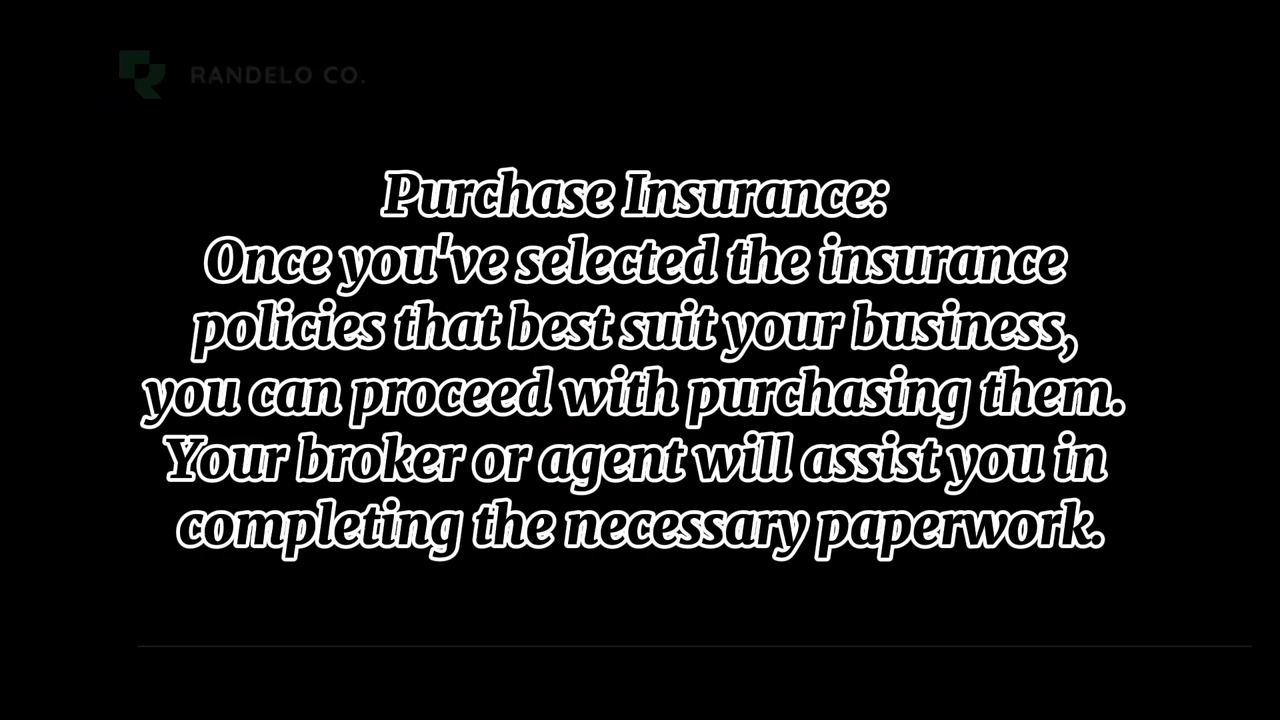 RANDELO CO.
Purchase Insurance:
Once you've selected the insurance
policies that best suit your business,
you can proceed with purchasing them.
Your broker or agent will assist you in
completing the necessary paperwork.